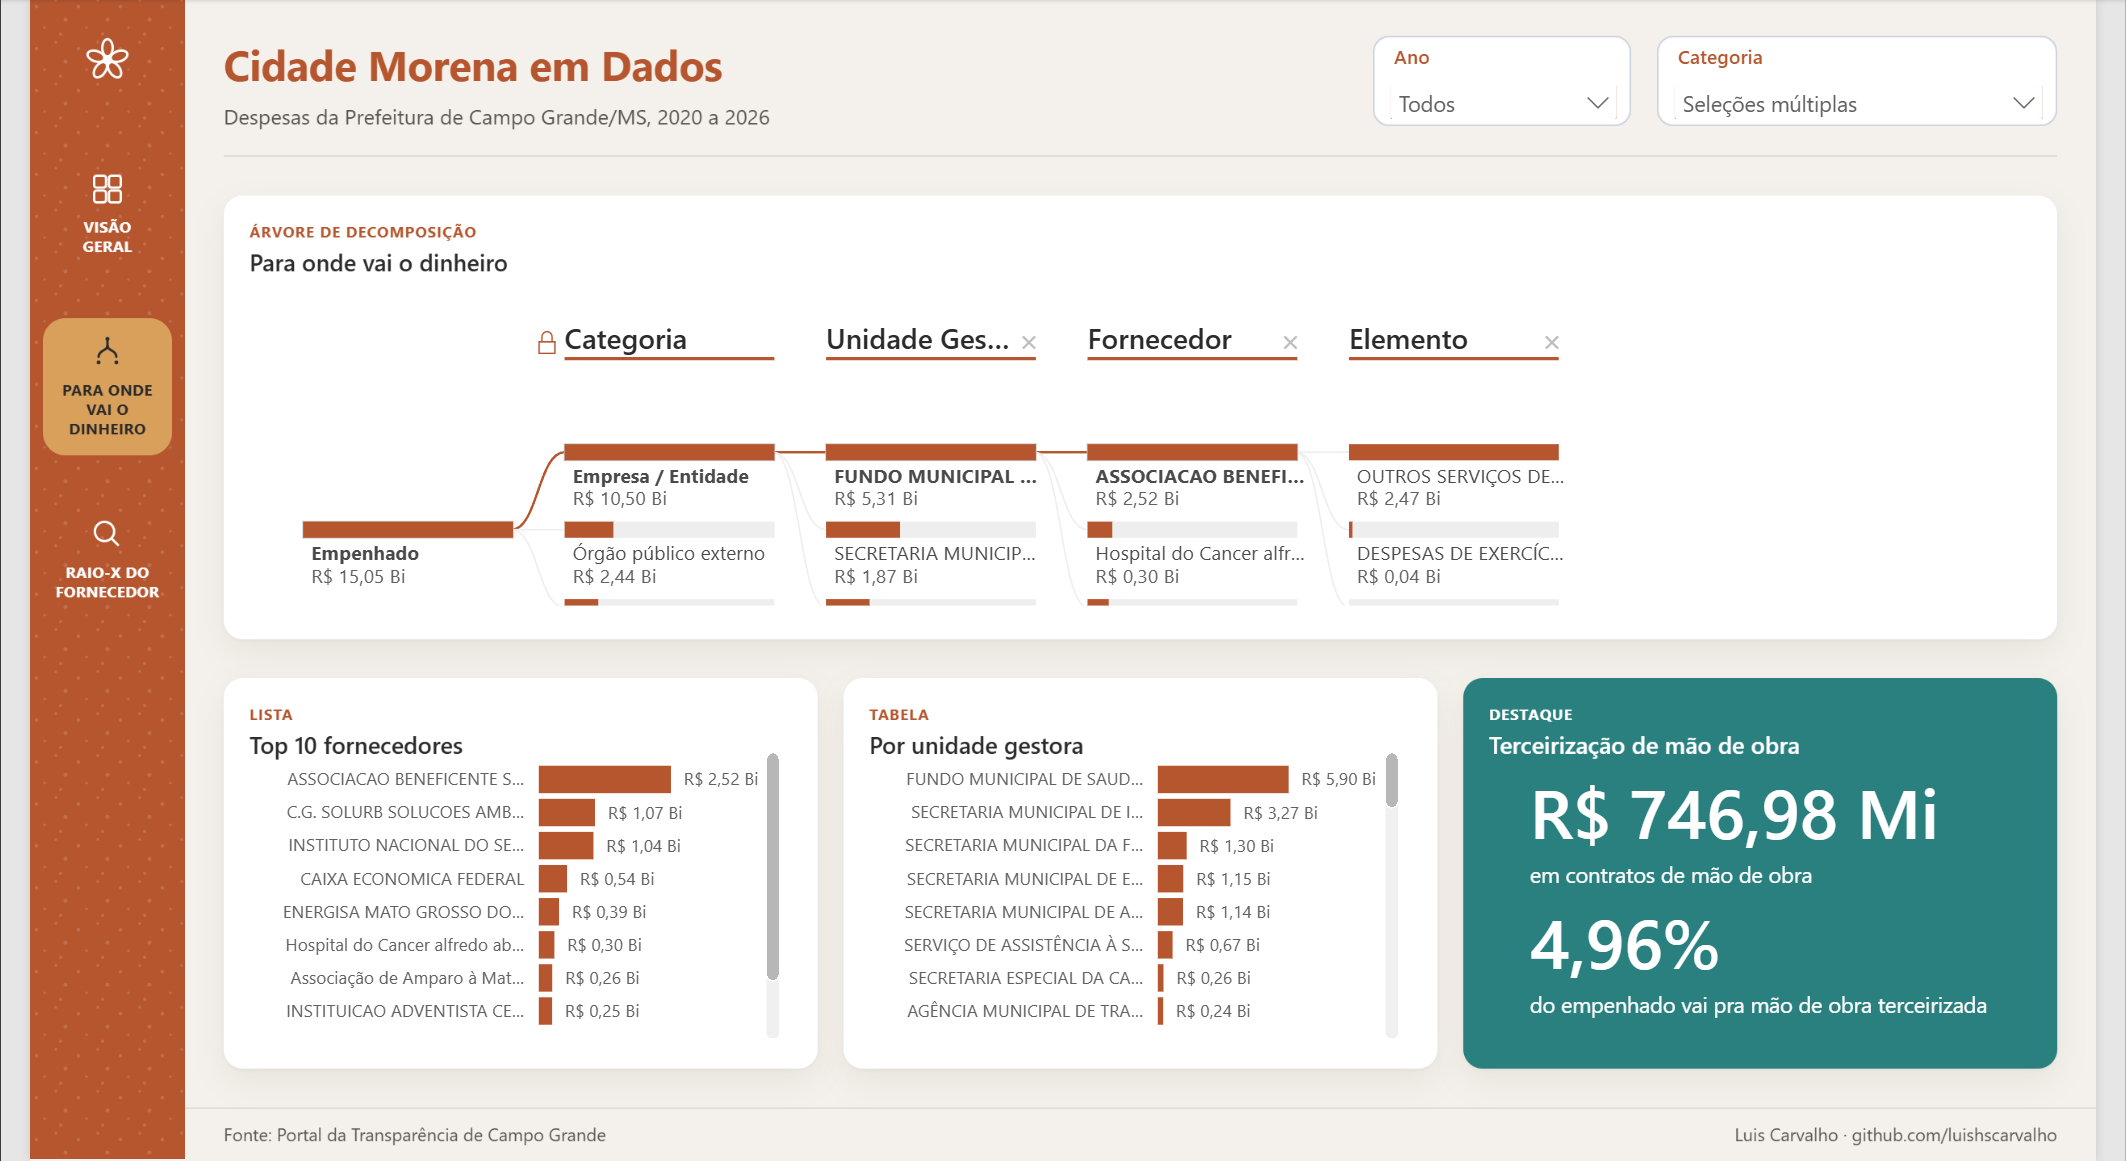 Cidade Morena em Dados
Despesas da Prefeitura de Campo Grande/MS, 2020 a 2026
Ano
Todos
Categoria
Seleções múltiplas
VISÃO
GERAL
PARA ONDE
VAI O
DINHEIRO
RAIO-X DO
FORNECEDOR
ÁRVORE DE DECOMPOSIÇÃO
Para onde vai o dinheiro
Categoria
Unidade Ges...
Fornecedor
Elemento
Empenhado
R$ 15,05 Bi
Empresa / Entidade
R$ 10,50 Bi
Órgão público externo
R$ 2,44 Bi
FUNDO MUNICIPAL ...
R$ 5,31 Bi
SECRETARIA MUNICIP...
R$ 1,87 Bi
ASSOCIACAO BENEFI...
R$ 2,52 Bi
Hospital do Cancer alfr...
R$ 0,30 Bi
OUTROS SERVIÇOS DE...
R$ 2,47 Bi
DESPESAS DE EXERCÍC...
R$ 0,04 Bi
LISTA
Top 10 fornecedores
ASSOCIACAO BENEFICENTE S... R$ 2,52 Bi
C.G. SOLURB SOLUCOES AMB... R$ 1,07 Bi
INSTITUTO NACIONAL DO SE... R$ 1,04 Bi
CAIXA ECONOMICA FEDERAL R$ 0,54 Bi
ENERGISA MATO GROSSO DO... R$ 0,39 Bi
Hospital do Cancer alfredo ab... R$ 0,30 Bi
Associação de Amparo à Mat... R$ 0,26 Bi
INSTITUICAO ADVENTISTA CE... R$ 0,25 Bi
TABELA
Por unidade gestora
FUNDO MUNICIPAL DE SAUD... R$ 5,90 Bi
SECRETARIA MUNICIPAL DE I... R$ 3,27 Bi
SECRETARIA MUNICIPAL DA F... R$ 1,30 Bi
SECRETARIA MUNICIPAL DE E... R$ 1,15 Bi
SECRETARIA MUNICIPAL DE A... R$ 1,14 Bi
SERVIÇO DE ASSISTÊNCIA À S... R$ 0,67 Bi
SECRETARIA ESPECIAL DA CA... R$ 0,26 Bi
AGÊNCIA MUNICIPAL DE TRA... R$ 0,24 Bi
DESTAQUE
Terceirização de mão de obra
R$ 746,98 Mi
em contratos de mão de obra
4,96%
do empenhado vai pra mão de obra terceirizada
Fonte: Portal da Transparência de Campo Grande
Luis Carvalho · github.com/luishscarvalho